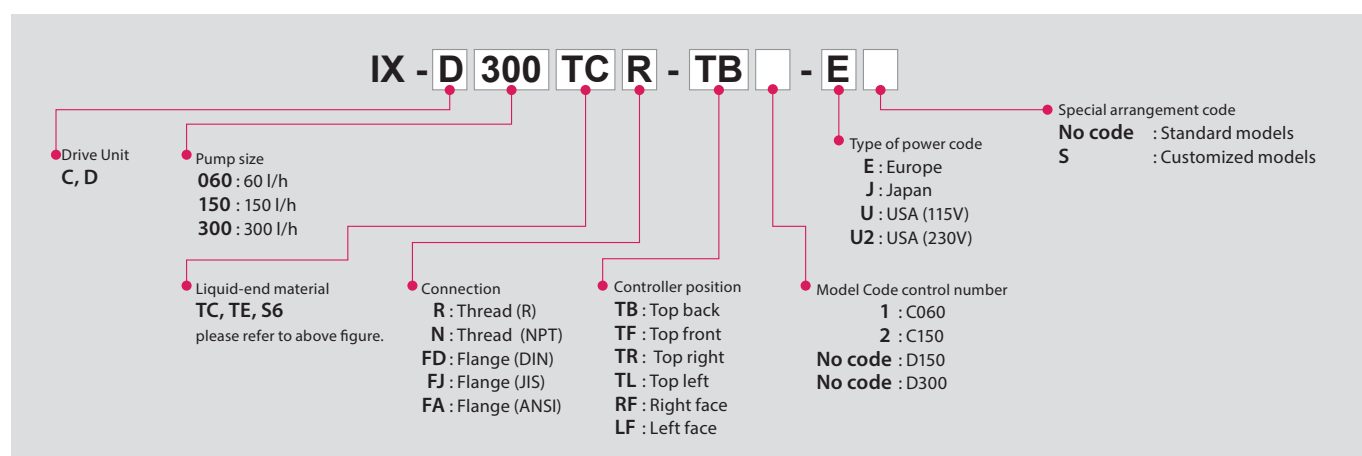 IX - D 300 TC R - TB - E
Drive Unit
C, D
Pump size
060 : 60 l/h
150 : 150 l/h
300 : 300 l/h
Liquid-end material
TC, TE, S6
please refer to above figure.
Connection
R : Thread (R)
N : Thread (NPT)
FD : Flange (DIN)
FJ : Flange (JIS)
FA : Flange (ANSI)
Controller position
TB : Top back
TF : Top front
TR : Top right
TL : Top left
RF : Right face
LF : Left face
Model Code control number
1 : C060
2 : C150
No code : D150
No code : D300
Type of power code
E : Europe
J : Japan
U : USA (115V)
U2 : USA (230V)
Special arrangement code
No code : Standard models
S : Customized models